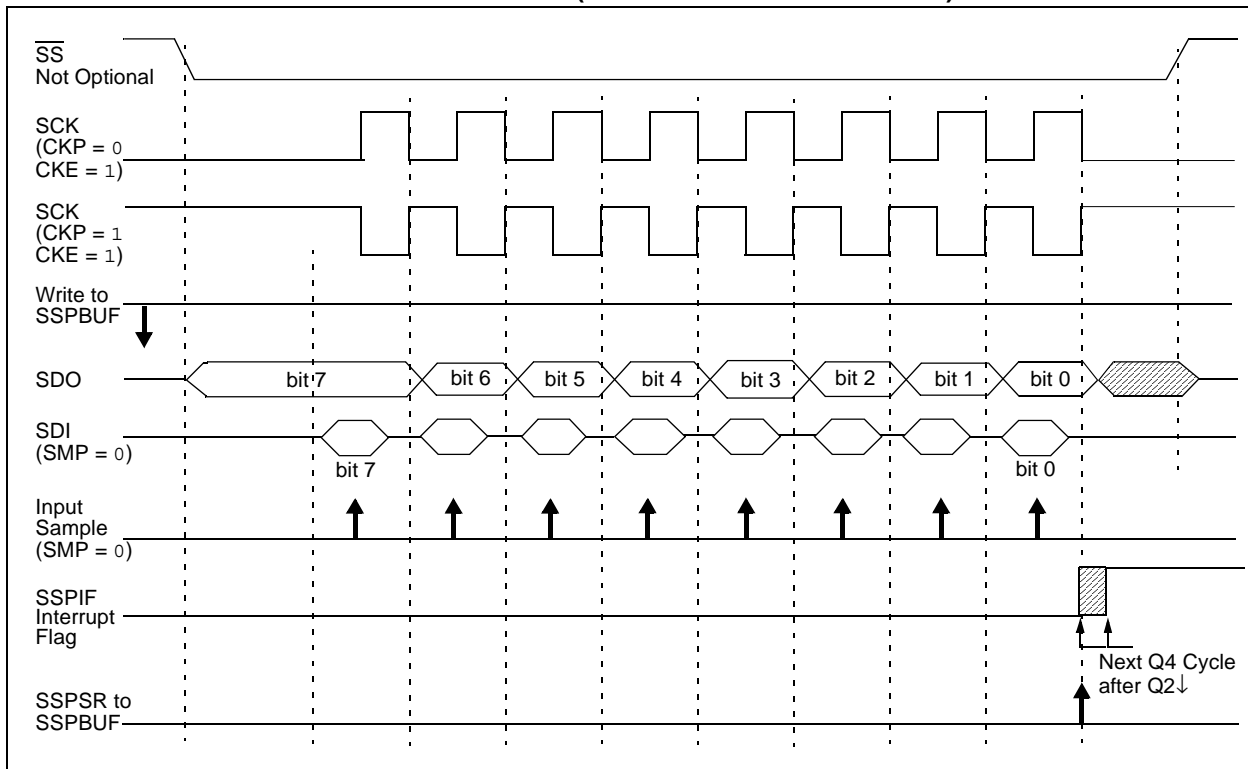 SS
Not Optional
SCK
(CKP = 0
CKE = 1)
SCK
(CKP = 1
CKE = 1)
Write to
SSPBUF
SDO
bit 7 bit 6 bit 5 bit 4 bit 3 bit 2 bit 1 bit 0
SDI
(SMP = 0)
bit 7 bit 0
Input
Sample
(SMP = 0)
SSPIF
Interrupt
Flag
Next Q4 Cycle
after Q2↓
SSPSR to
SSPBUF